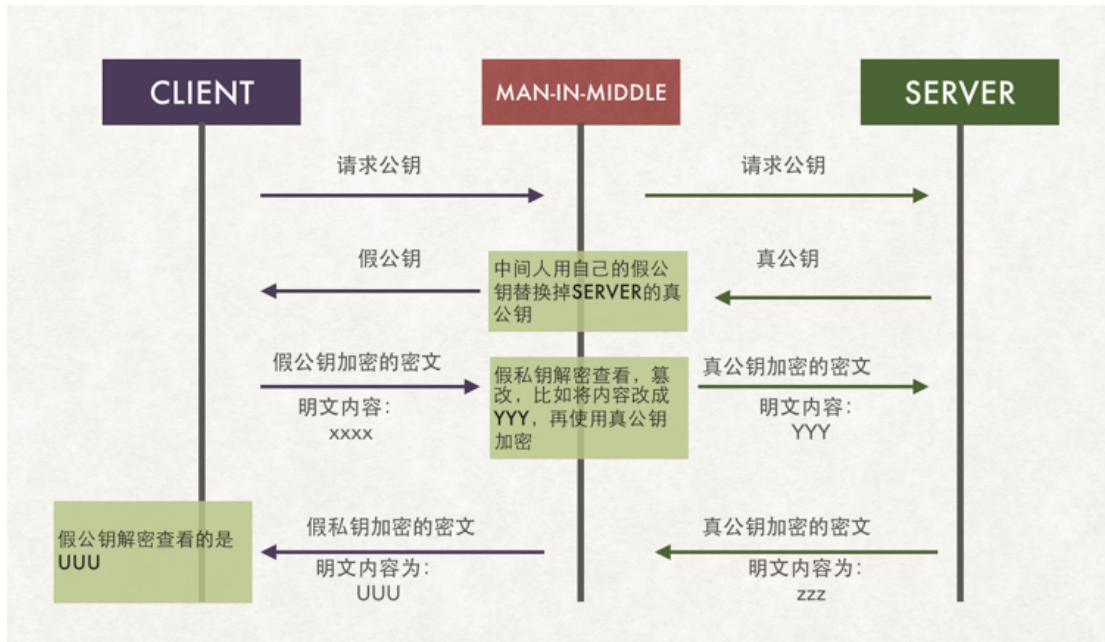 CLIENT
MAN-IN-MIDDLE
SERVER
请求公钥
请求公钥
假公钥
中间人用自己的假公
钥替换掉SERVER的真
公钥
真公钥
假公钥加密的密文
明文内容：
xxxx
假私钥解密查看，篡
改，比如将内容改成
YYY，再使用真公钥
加密
真公钥加密的密文
明文内容：
YYY
假公钥解密查看的是
UUU
假私钥加密的密文
明文内容为：
UUU
真公钥加密的密文
明文内容为：
zzz